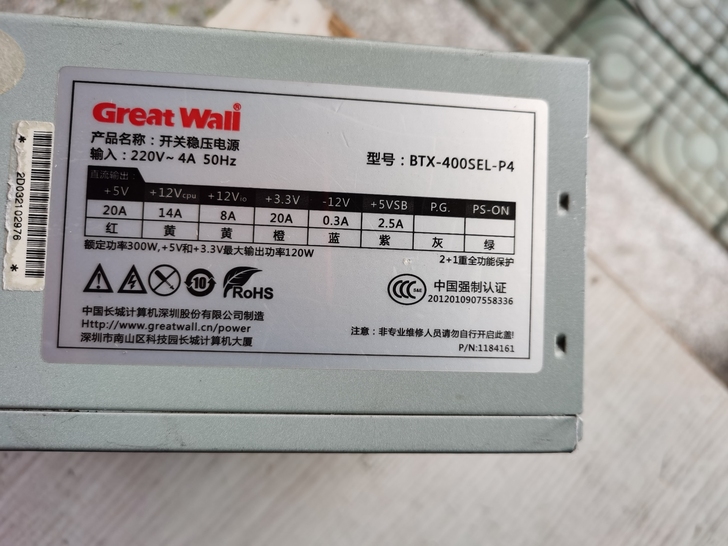 Great Wall®
产品名称：开关稳压电源
输入：220V~ 4A 50Hz
型号：BTX-400SEL-P4
直流输出：
+5V +12Vcpu +12Vio +3.3V -12V +5VSB P.G. PS-ON
20A 14A 8A 20A 0.3A 2.5A
红 黄 黄 橙 蓝 紫 灰 绿
额定功率300W,+5V和+3.3V最大输出功率120W
2+1重全功能保护
10
RoHS
CCC S&E
中国强制认证
2012010907558336
中国长城计算机深圳股份有限公司制造
Http://www.greatwall.cn/power
深圳市南山区科技园长城计算机大厦
注意：非专业维修人员请勿自行开启此盖!
P/N:1184161
* 2D032102976 *